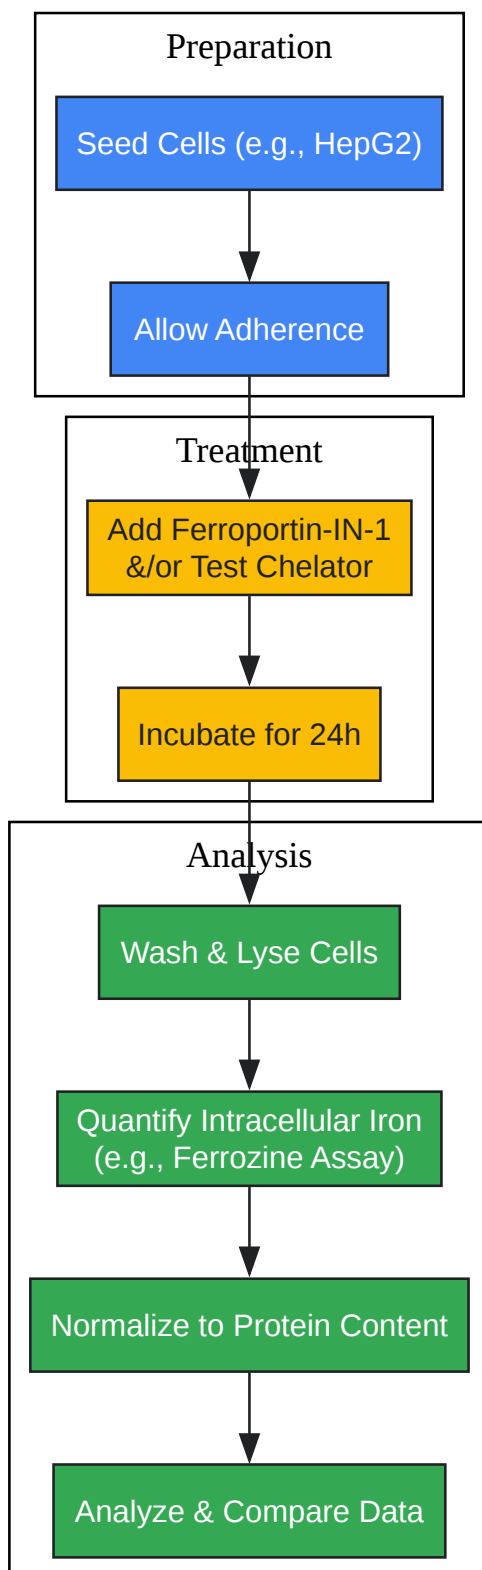 Preparation
Seed Cells (e.g., HepG2)
Allow Adherence
Treatment
Add Ferroportin-IN-1
&/or Test Chelator
Incubate for 24h
Analysis
Wash & Lyse Cells
Quantify Intracellular Iron
(e.g., Ferrozine Assay)
Normalize to Protein Content
Analyze & Compare Data